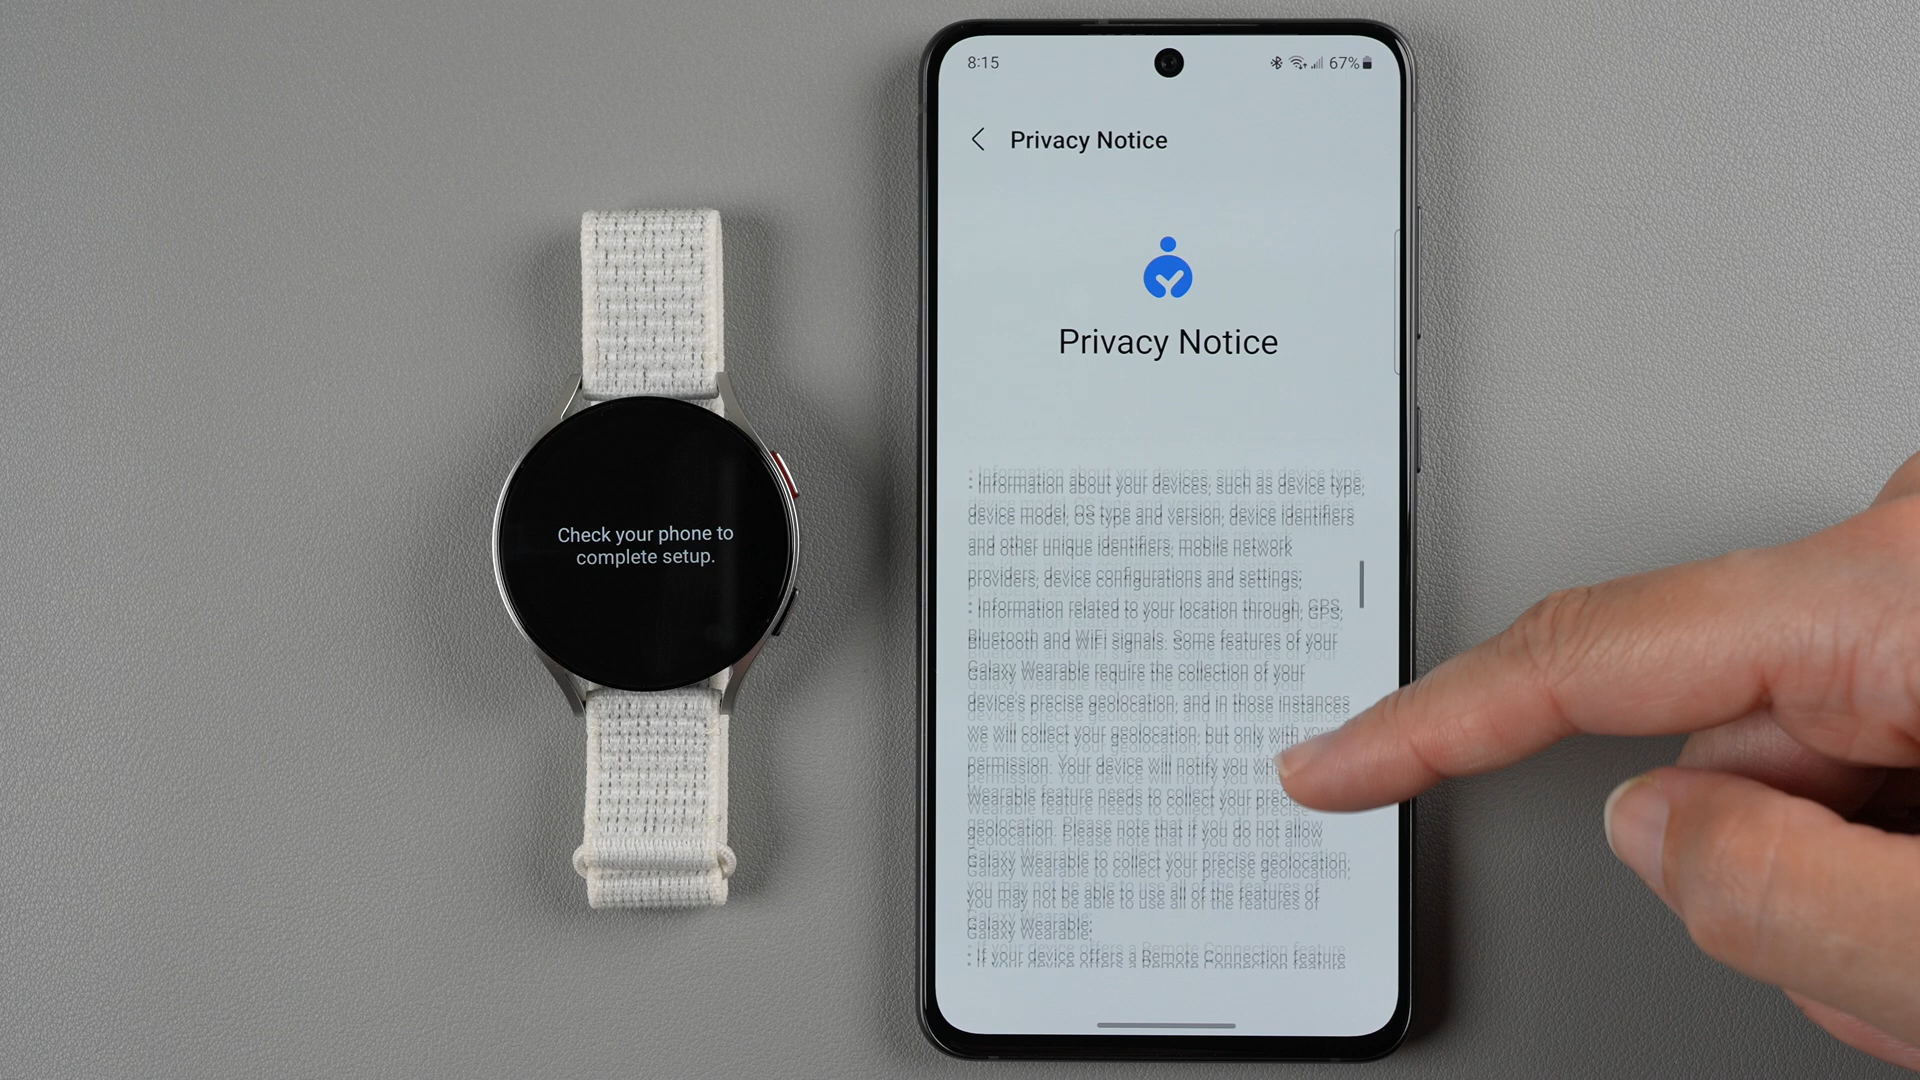 8:15
67%
Privacy Notice
Privacy Notice
Check your phone to
complete setup.
• Information about your devices, such as device type,
device model, OS type and version, device identifiers
and other unique identifiers, mobile network
providers, device configurations and settings;
• Information related to your location through, GPS,
Bluetooth and WiFi signals. Some features of your
Galaxy Wearable require the collection of your
device's precise geolocation, and in those instances
we will collect your geolocation, but only with
permission. Your device will notify you
Wearable feature needs to collect your precise
geolocation. Please note that if you do not allow
Galaxy Wearable to collect your precise geolocation,
you may not be able to use all of the features of
Galaxy Wearable;
• If your device offers a Remote Connection feature